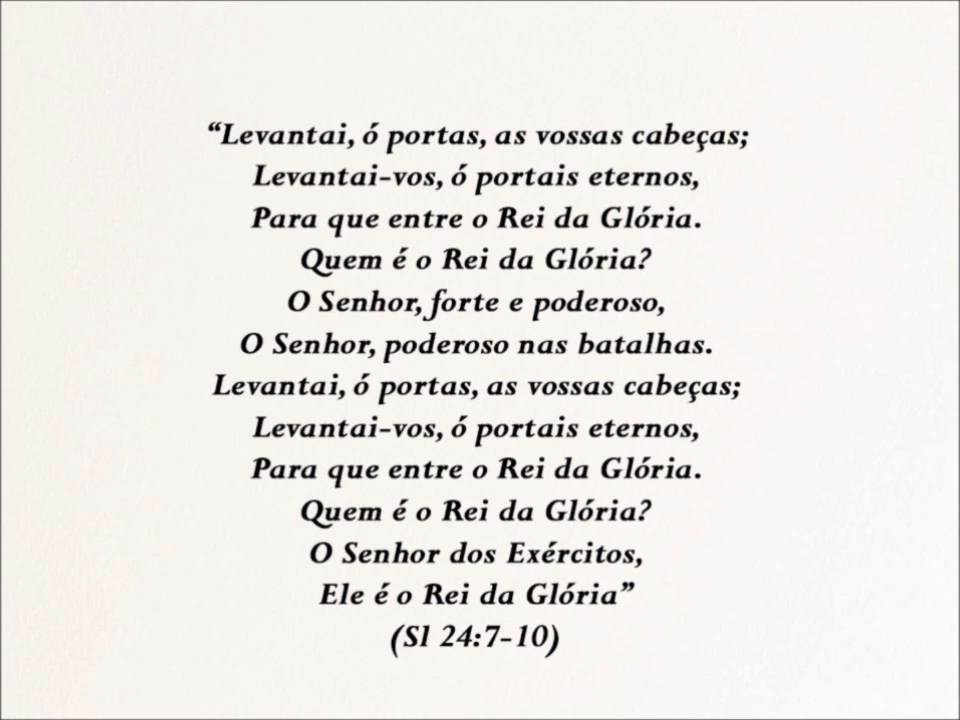 “Levantai, ó portas, as vossas cabeças;
Levantai-vos, ó portais eternos,
Para que entre o Rei da Glória.
Quem é o Rei da Glória?
O Senhor, forte e poderoso,
O Senhor, poderoso nas batalhas.
Levantai, ó portas, as vossas cabeças;
Levantai-vos, ó portais eternos,
Para que entre o Rei da Glória.
Quem é o Rei da Glória?
O Senhor dos Exércitos,
Ele é o Rei da Glória”
(Sl 24:7-10)